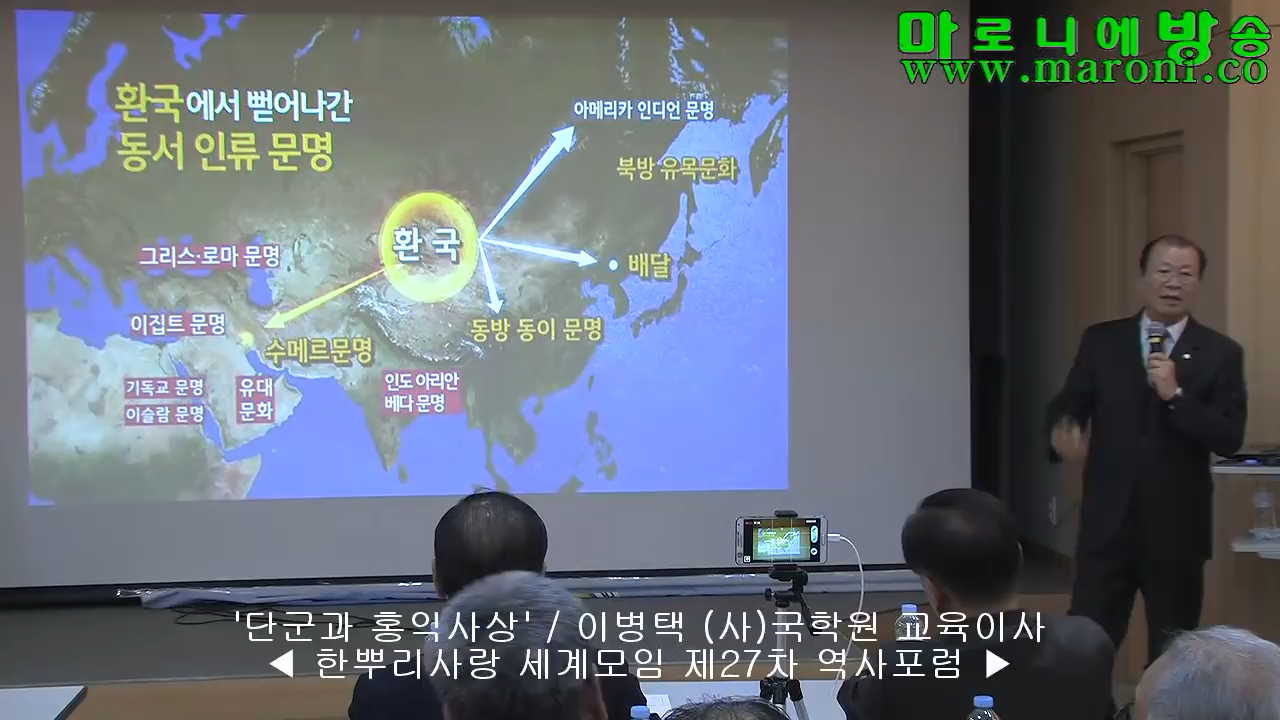 마로니에방송
www.maroni.co
환국에서 뻗어나간
동서 인류 문명
아메리카 인디언 문명
북방 유목문화
환국
배달
그리스·로마 문명
이집트 문명
수메르문명
동방 동이 문명
기독교 문명
이슬람 문명
유대
문화
인도 아리안
베다 문명
'단군과 홍익사상' / 이병택 (사)국학원 교육이사
◀ 한뿌리사랑 세계모임 제27차 역사포럼 ▶